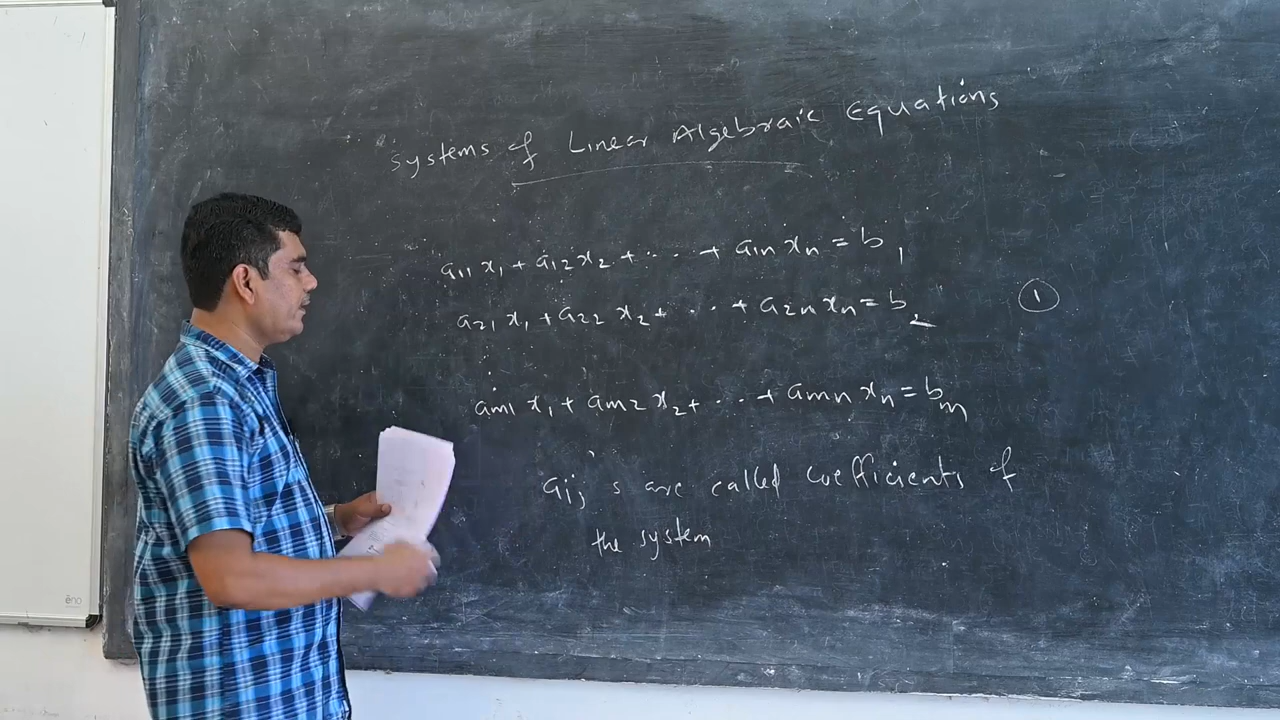 Systems of Linear Algebraic Equations
a11 x1 + a12 x2 + ... + a1n xn = b1
a21 x1 + a22 x2 + ... + a2n xn = b2
1
am1 x1 + am2 x2 + ... + amn xn = bm
aij's are called coefficients of
the system
eno